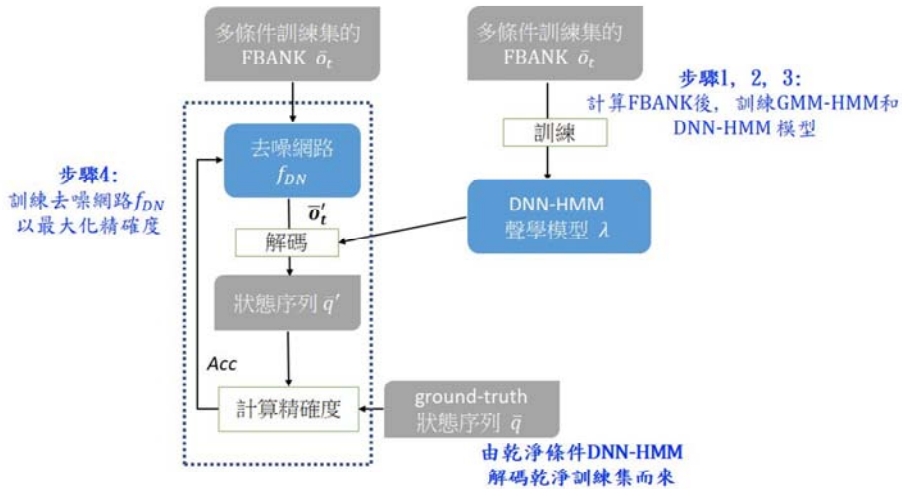 多條件訓練集的
FBANK ō_t
多條件訓練集的
FBANK ō_t
步驟1, 2, 3:
計算FBANK後, 訓練GMM-HMM和
DNN-HMM 模型
訓練
去噪網路
f_DN
步驟4:
訓練去噪網路f_DN
以最大化精確度
DNN-HMM
聲學模型 λ
ō′_t
解碼
狀態序列 q̄′
Acc
計算精確度
ground-truth
狀態序列 q̄
由乾淨條件DNN-HMM
解碼乾淨訓練集而來